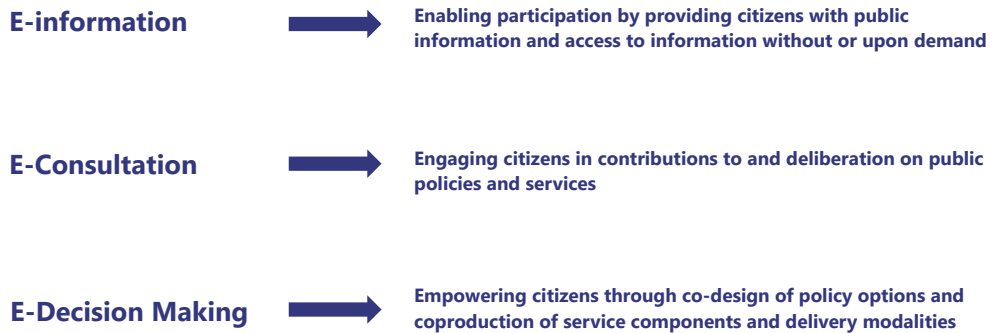 E-information
Enabling participation by providing citizens with public
information and access to information without or upon demand
E-Consultation
Engaging citizens in contributions to and deliberation on public
policies and services
E-Decision Making
Empowering citizens through co-design of policy options and
coproduction of service components and delivery modalities